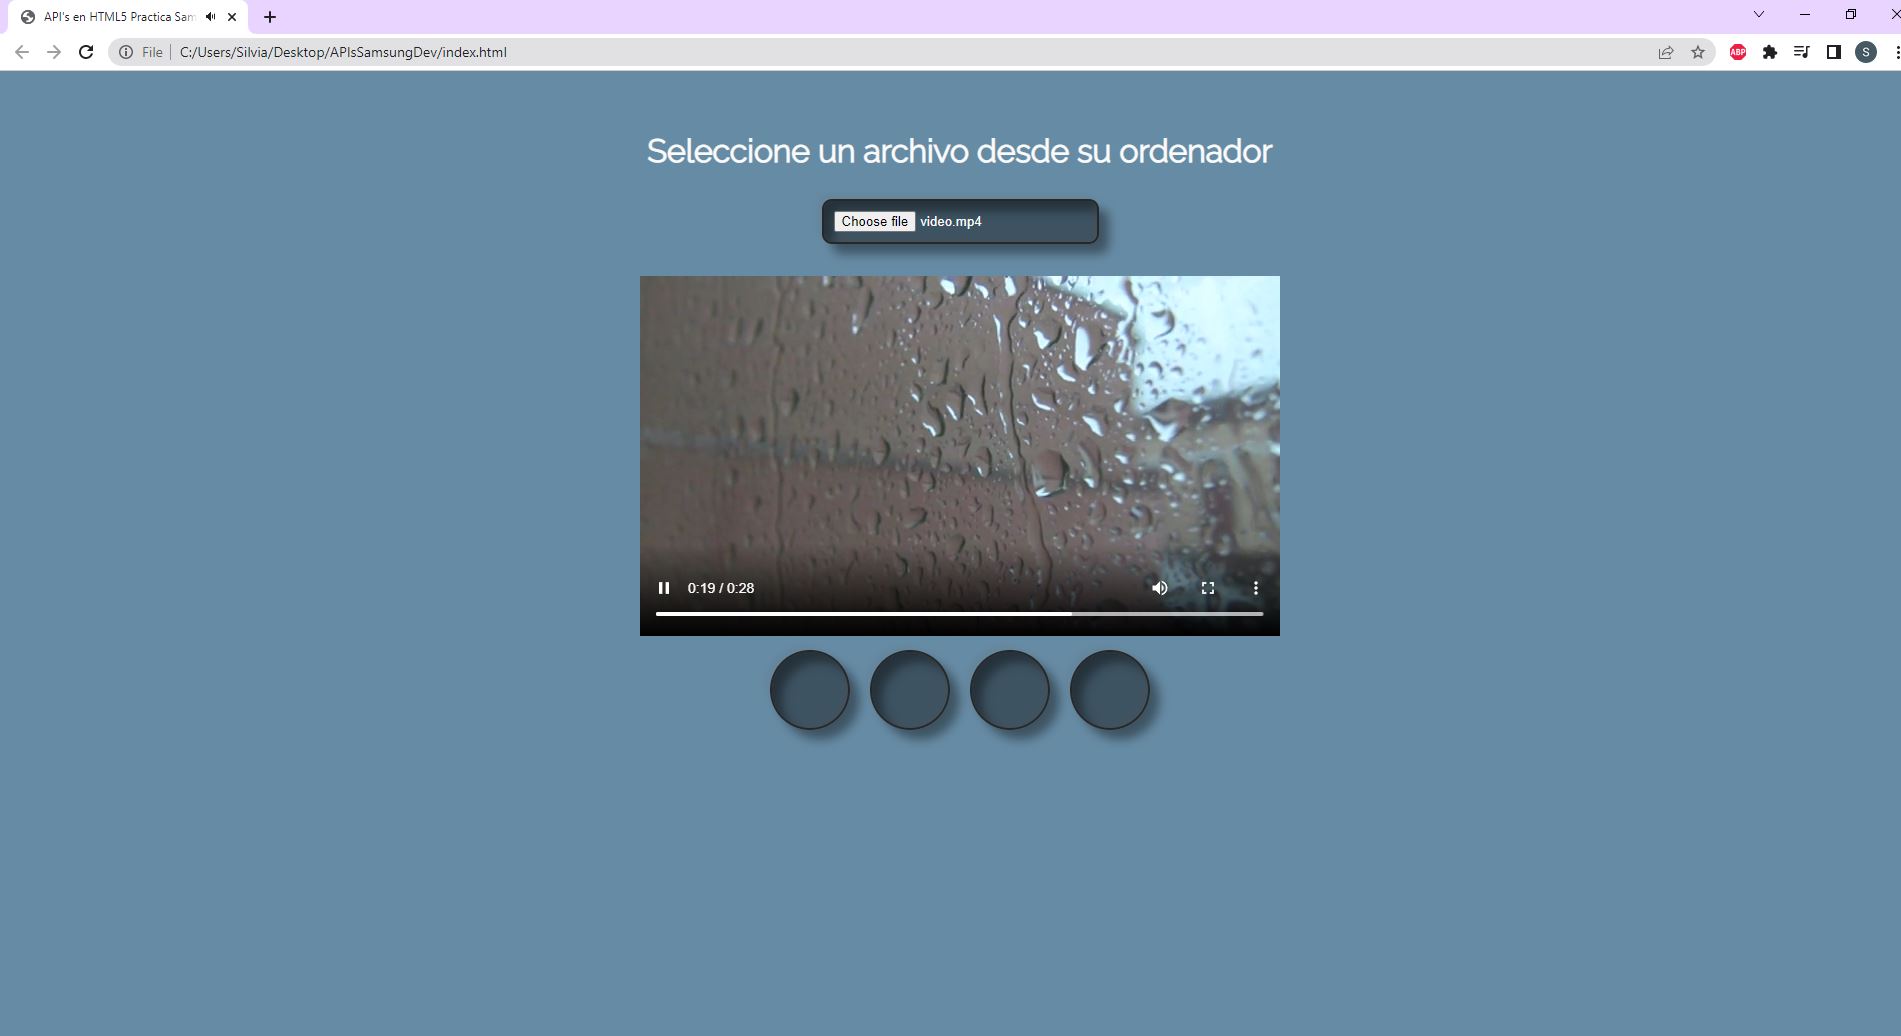 API's en HTML5 Practica Sam
File
C:/Users/Silvia/Desktop/APIsSamsungDev/index.html
ABP
S
Seleccione un archivo desde su ordenador
Choose file video.mp4
0:19 / 0:28